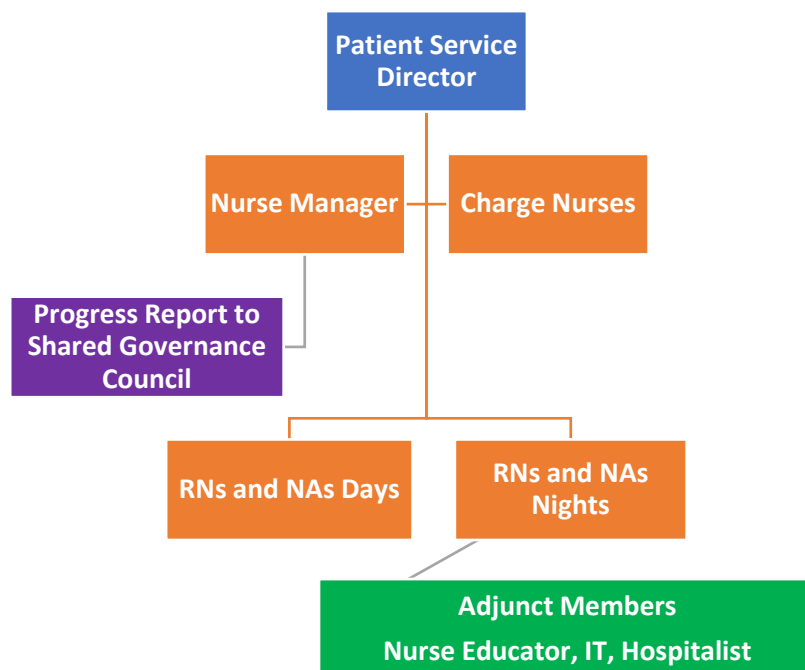 Patient Service
Director
Nurse Manager
Charge Nurses
Progress Report to
Shared Governance
Council
RNs and NAs Days
RNs and NAs
Nights
Adjunct Members
Nurse Educator, IT, Hospitalist